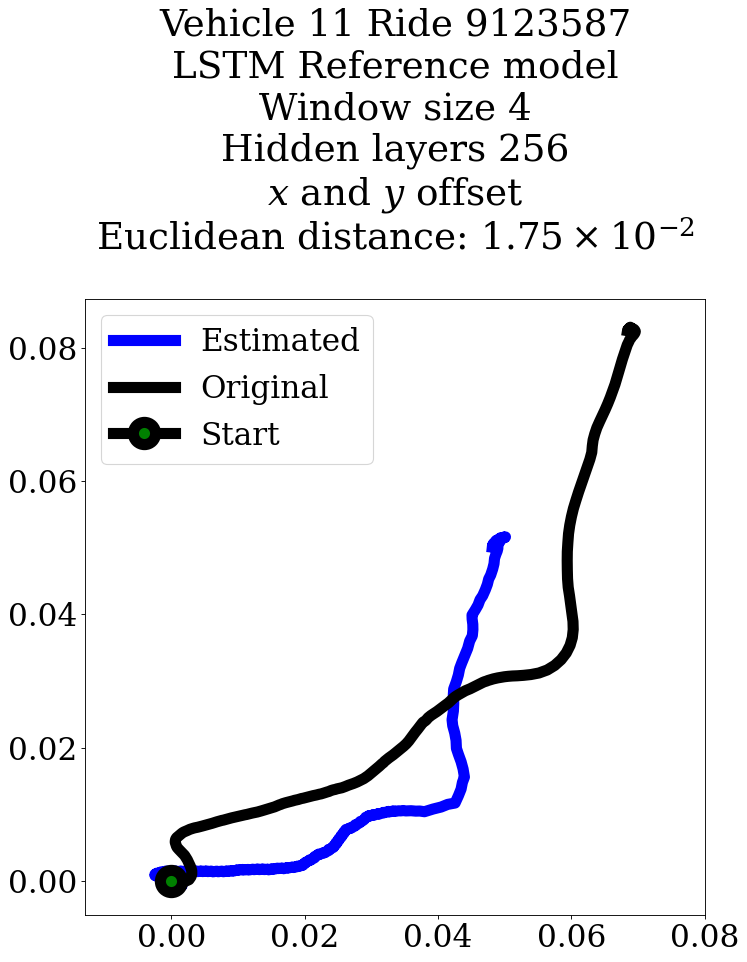 Vehicle 11 Ride 9123587
LSTM Reference model
Window size 4
Hidden layers 256
x and y offset
Euclidean distance: 1.75 × 10⁻²
Estimated
Original
Start
0.08
0.06
0.04
0.02
0.00
0.00 0.02 0.04 0.06 0.08